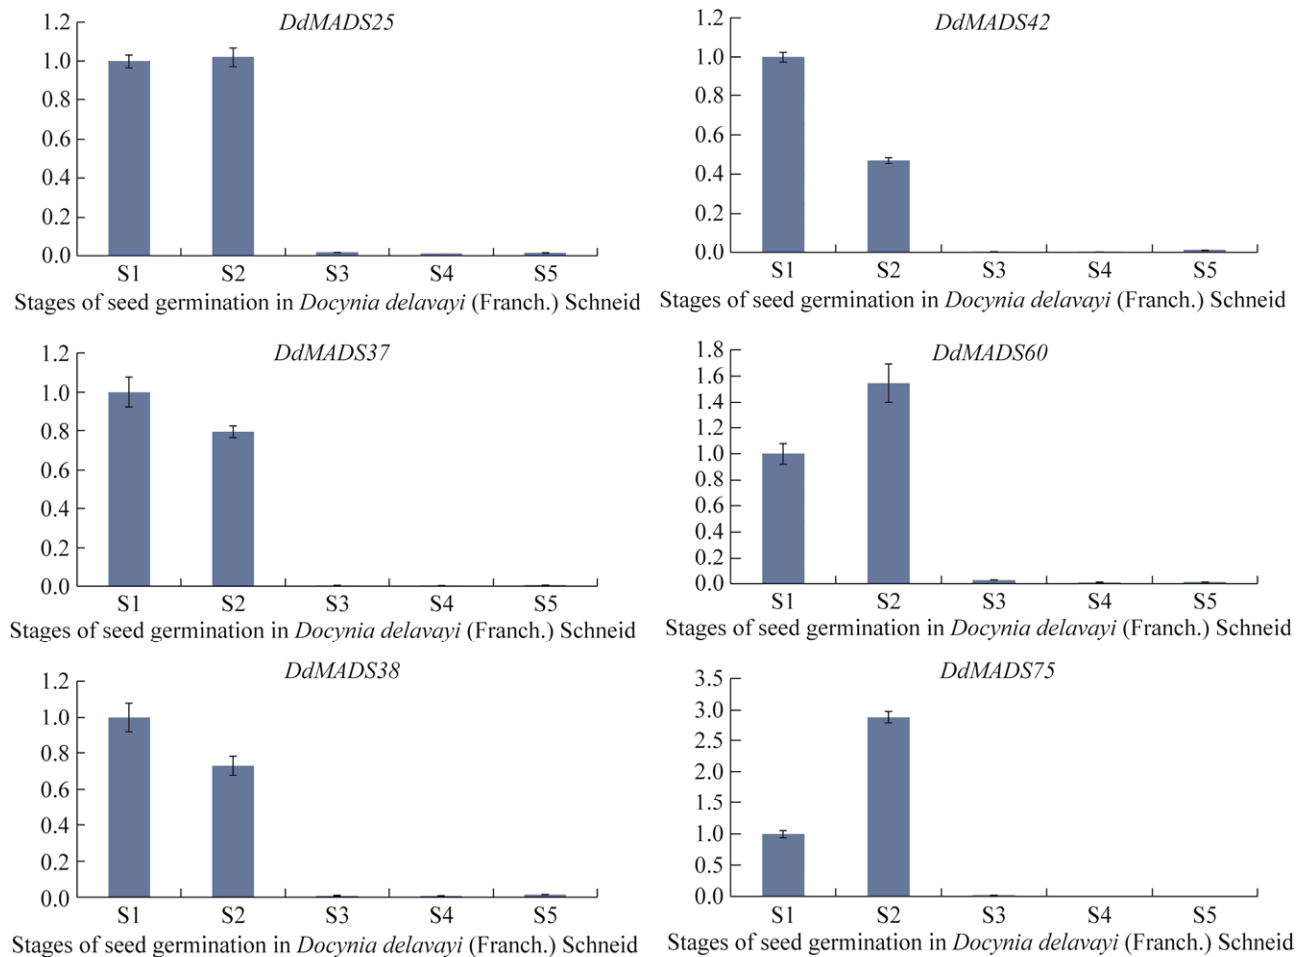 DdMADS25
1.2
1.0
0.8
0.6
0.4
0.2
0.0
S1 S2 S3 S4 S5
Stages of seed germination in Docynia delavayi (Franch.) Schneid
DdMADS42
1.2
1.0
0.8
0.6
0.4
0.2
0.0
S1 S2 S3 S4 S5
Stages of seed germination in Docynia delavayi (Franch.) Schneid
DdMADS37
1.2
1.0
0.8
0.6
0.4
0.2
0.0
S1 S2 S3 S4 S5
Stages of seed germination in Docynia delavayi (Franch.) Schneid
DdMADS60
1.8
1.6
1.4
1.2
1.0
0.8
0.6
0.4
0.2
0.0
S1 S2 S3 S4 S5
Stages of seed germination in Docynia delavayi (Franch.) Schneid
DdMADS38
1.2
1.0
0.8
0.6
0.4
0.2
0.0
S1 S2 S3 S4 S5
Stages of seed germination in Docynia delavayi (Franch.) Schneid
DdMADS75
3.5
3.0
2.5
2.0
1.5
1.0
0.5
0.0
S1 S2 S3 S4 S5
Stages of seed germination in Docynia delavayi (Franch.) Schneid